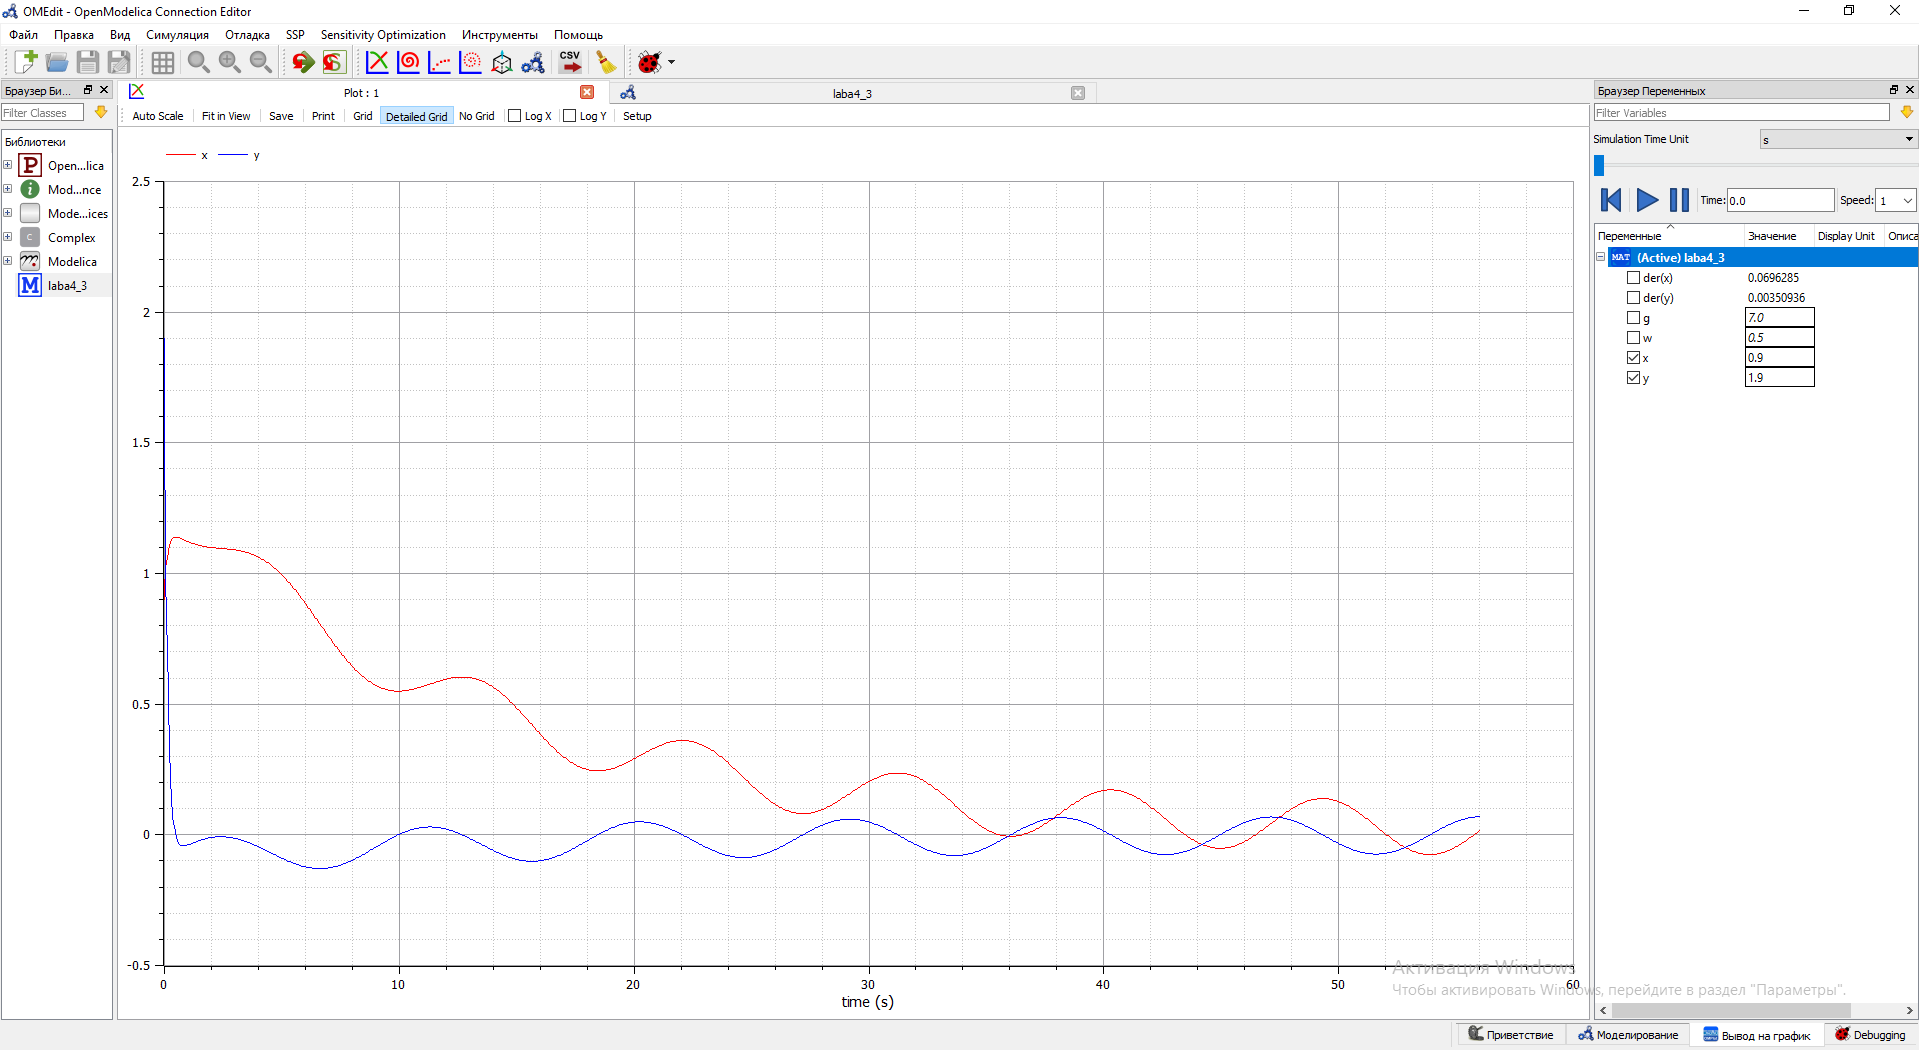 OMEdit - OpenModelica Connection Editor
Файл Правка Вид Симуляция Отладка SSP Sensitivity Optimization Инструменты Помощь
CSV
Браузер Би...
Filter Classes
Библиотеки
P Open...lica
i Mod...nce
Mode...ices
C Complex
Modelica
M laba4_3
Plot : 1 laba4_3
Auto Scale Fit in View Save Print Grid Detailed Grid No Grid Log X Log Y Setup
x y
2.5
2
1.5
1
0.5
0
-0.5
0 10 20 30 40 50 60
time (s)
Браузер Переменных
Filter Variables
Simulation Time Unit s
Time: 0.0 Speed: 1
Переменные Значение Display Unit Описа
MAT (Active) laba4_3
der(x) 0.0696285
der(y) 0.00350936
g 7.0
w 0.5
x 0.9
y 1.9
Активация Windows
Чтобы активировать Windows, перейдите в раздел "Параметры".
Приветствие Моделирование Вывод на график Debugging